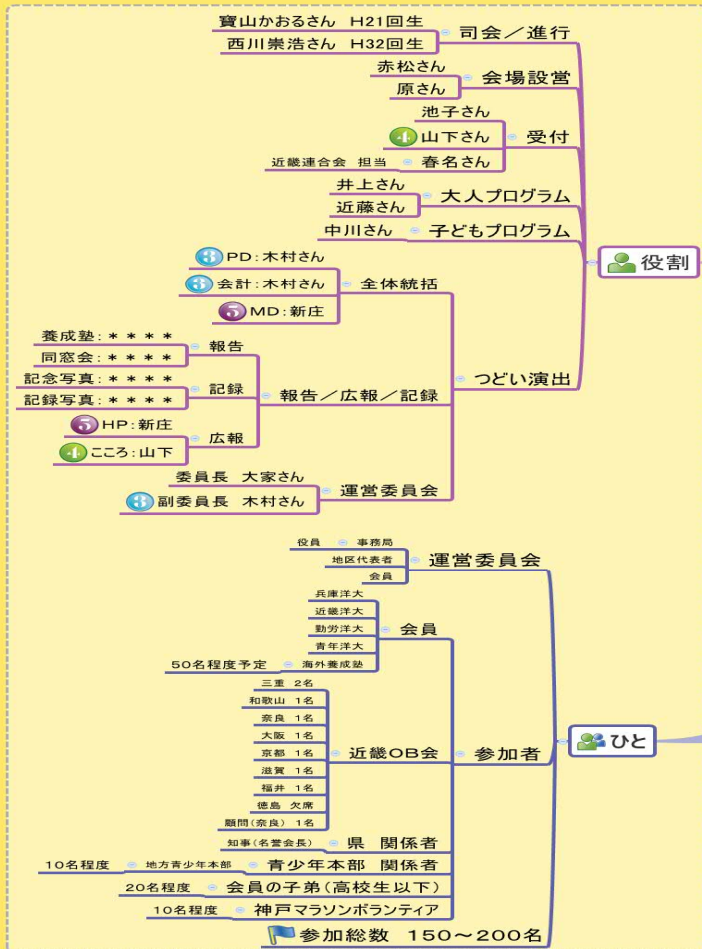 寶山かおるさん H21回生
西川崇浩さん H32回生
司会／進行
赤松さん
原さん
会場設営
池子さん
4 山下さん
近畿連合会 担当 春名さん
受付
井上さん
近藤さん
大人プログラム
中川さん 子どもプログラム
役割
3 PD：木村さん
3 会計：木村さん
5 MD：新庄
全体統括
養成塾：＊＊＊＊
同窓会：＊＊＊＊
報告
記念写真：＊＊＊＊
記録写真：＊＊＊＊
記録
報告／広報／記録
つどい演出
5 HP：新庄
4 こころ：山下
広報
委員長 大家さん
3 副委員長 木村さん
運営委員会
役員 事務局
地区代表者
会員
運営委員会
兵庫洋大
近畿洋大
勤労洋大
青年洋大
50名程度予定 海外養成塾
会員
三重 2名
和歌山 1名
奈良 1名
大阪 1名
京都 1名
滋賀 1名
福井 1名
徳島 欠席
顧問(奈良) 1名
近畿OB会
参加者
ひと
知事(名誉会長) 県 関係者
10名程度 地方青少年本部 青少年本部 関係者
20名程度 会員の子弟(高校生以下)
10名程度 神戸マラソンボランティア
参加総数 150～200名